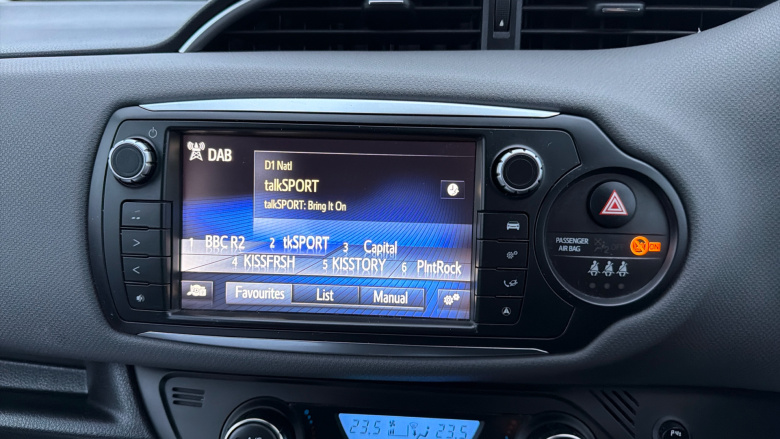 DAB
D1 Natl
talkSPORT
talkSPORT: Bring It On
1 BBC R2 2 tkSPORT 3 Capital
4 KISSFRSH 5 KISSTORY 6 PlntRock
Favourites List Manual
PASSENGER
AIR BAG
ON
23.5 23.5